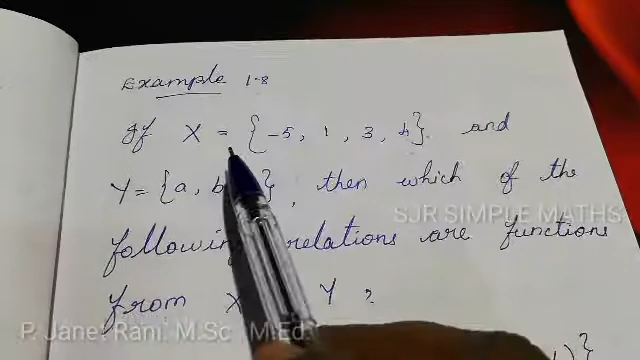 Example 1.8
If X = {-5, 1, 3, 4} and
Y = {a, b }, then which of the
SJR SIMPLE MATHS
following relations are functions
from X Y ?
P. Janet Rani. M.Sc., M.Ed.